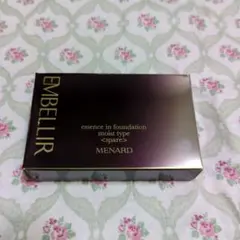 EMBELLIR
essence in foundation
moist type
<spare>
MENARD